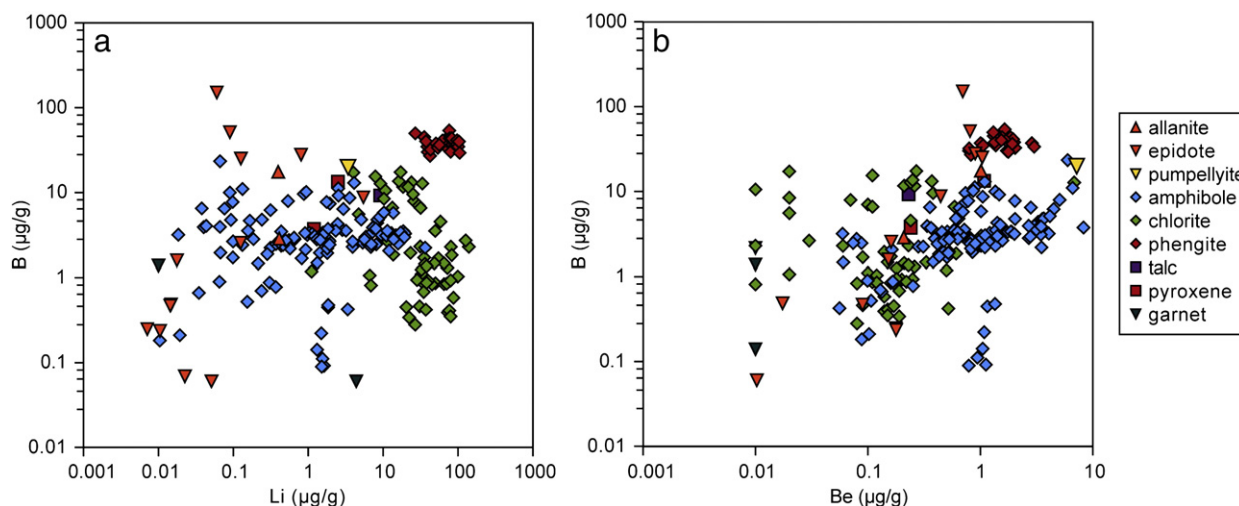 a
1000
100
10
1
0.1
0.01
B (µg/g)
0.001 0.01 0.1 1 10 100 1000
Li (µg/g)
b
1000
100
10
1
0.1
0.01
B (µg/g)
0.001 0.01 0.1 1 10
Be (µg/g)
allanite
epidote
pumpellyite
amphibole
chlorite
phengite
talc
pyroxene
garnet